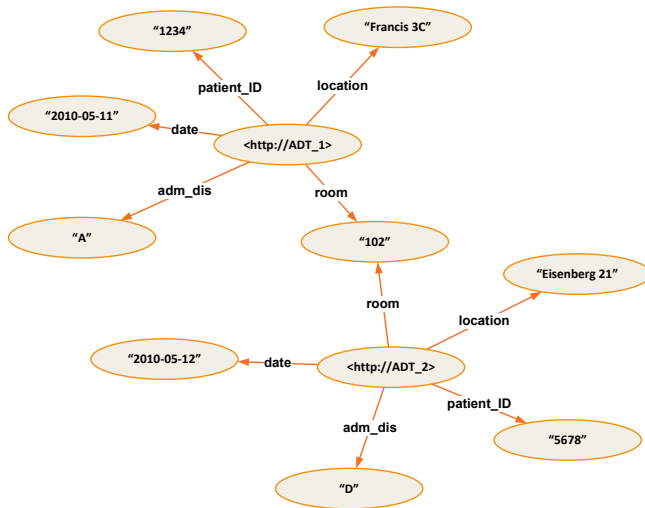 “1234”
“Francis 3C”
patient_ID
location
“2010-05-11”
date
<http://ADT_1>
adm_dis
room
“A”
“102”
“Eisenberg 21”
room
location
“2010-05-12”
date
<http://ADT_2>
patient_ID
adm_dis
“5678”
“D”